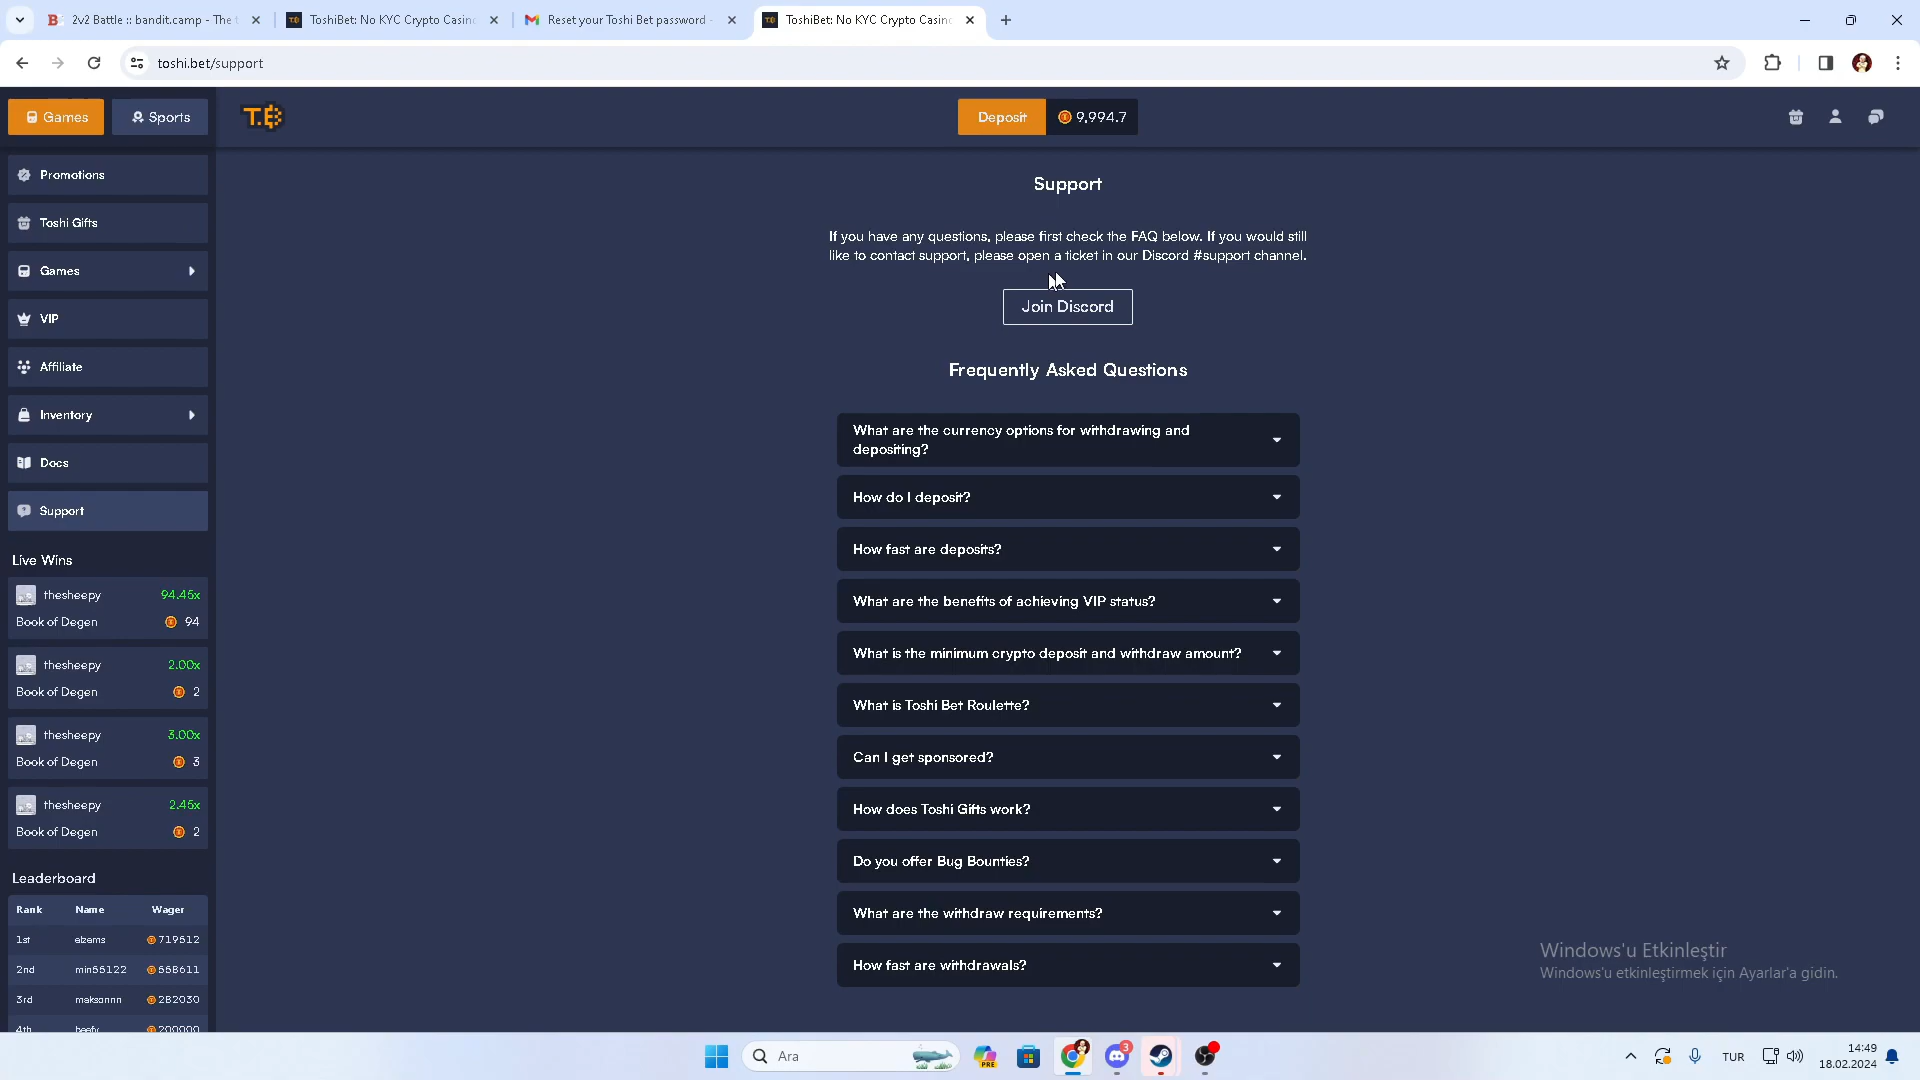 2v2 Battle :: bandit.camp - The
ToshiBet: No KYC Crypto Casin
Reset your Toshi Bet password -
ToshiBet: No KYC Crypto Casin
toshi.bet/support
Games
Sports
T.B
Deposit
9,994.7
Promotions
Toshi Gifts
Games
VIP
Affiliate
Inventory
Docs
Support
Live Wins
thesheepy 94.45x
Book of Degen 94
thesheepy 2.00x
Book of Degen 2
thesheepy 3.00x
Book of Degen 3
thesheepy 2.45x
Book of Degen 2
Leaderboard
Rank Name Wager
1st elzems 719512
2nd min55122 558611
3rd maksonnn 282030
4th beefy 200000
Support
If you have any questions, please first check the FAQ below. If you would still
like to contact support, please open a ticket in our Discord #support channel.
Join Discord
Frequently Asked Questions
What are the currency options for withdrawing and
depositing?
How do I deposit?
How fast are deposits?
What are the benefits of achieving VIP status?
What is the minimum crypto deposit and withdraw amount?
What is Toshi Bet Roulette?
Can I get sponsored?
How does Toshi Gifts work?
Do you offer Bug Bounties?
What are the withdraw requirements?
How fast are withdrawals?
Windows'u Etkinleştir
Windows'u etkinleştirmek için Ayarlar'a gidin.
Ara
PRE
3
TUR
14:49
18.02.2024